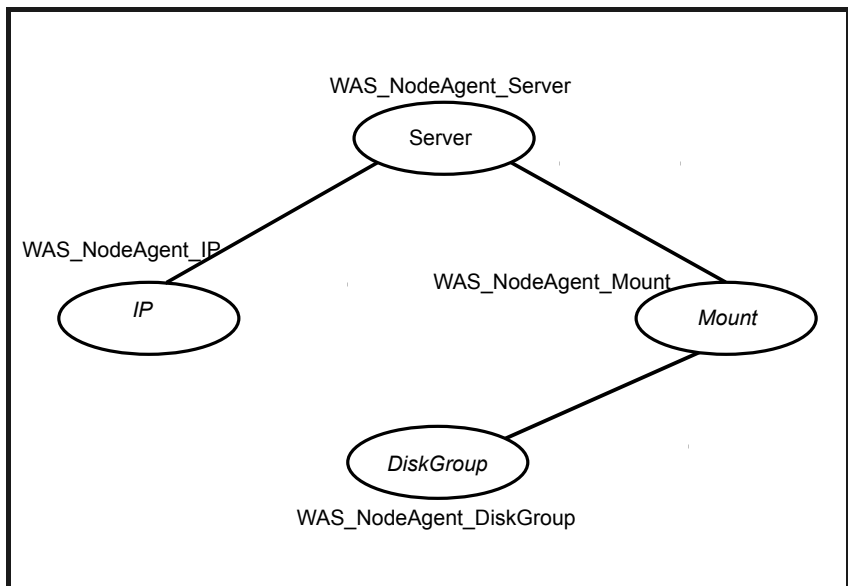 WAS_NodeAgent_Server
Server
WAS_NodeAgent_IP
IP
WAS_NodeAgent_Mount
Mount
DiskGroup
WAS_NodeAgent_DiskGroup